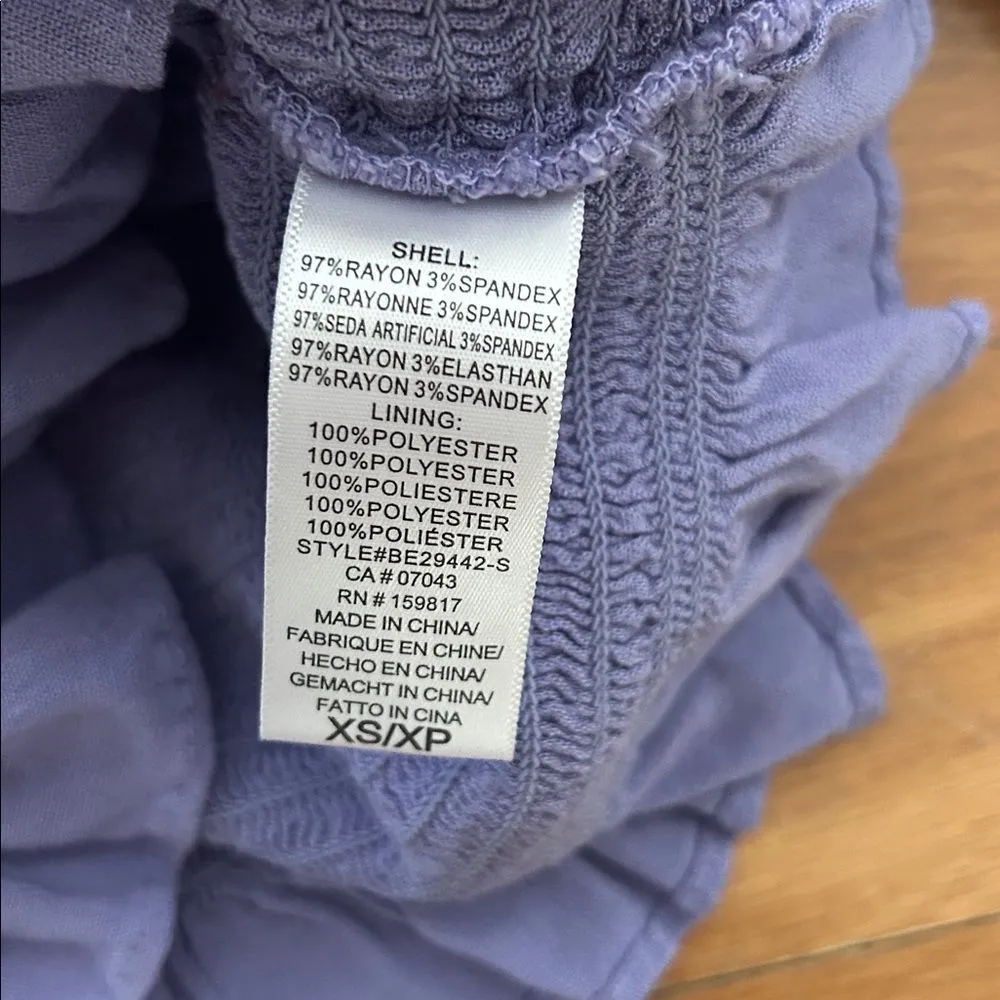 SHELL:
97%RAYON 3%SPANDEX
97%RAYONNE 3%SPANDEX
97%SEDA ARTIFICIAL 3%SPANDEX
97%RAYON 3%ELASTHAN
97%RAYON 3%SPANDEX
LINING:
100%POLYESTER
100%POLYESTER
100%POLIESTERE
100%POLYESTER
100%POLIÉSTER
STYLE#BE29442-S
CA # 07043
RN # 159817
MADE IN CHINA/
FABRIQUE EN CHINE/
HECHO EN CHINA/
GEMACHT IN CHINA/
FATTO IN CINA
XS/XP